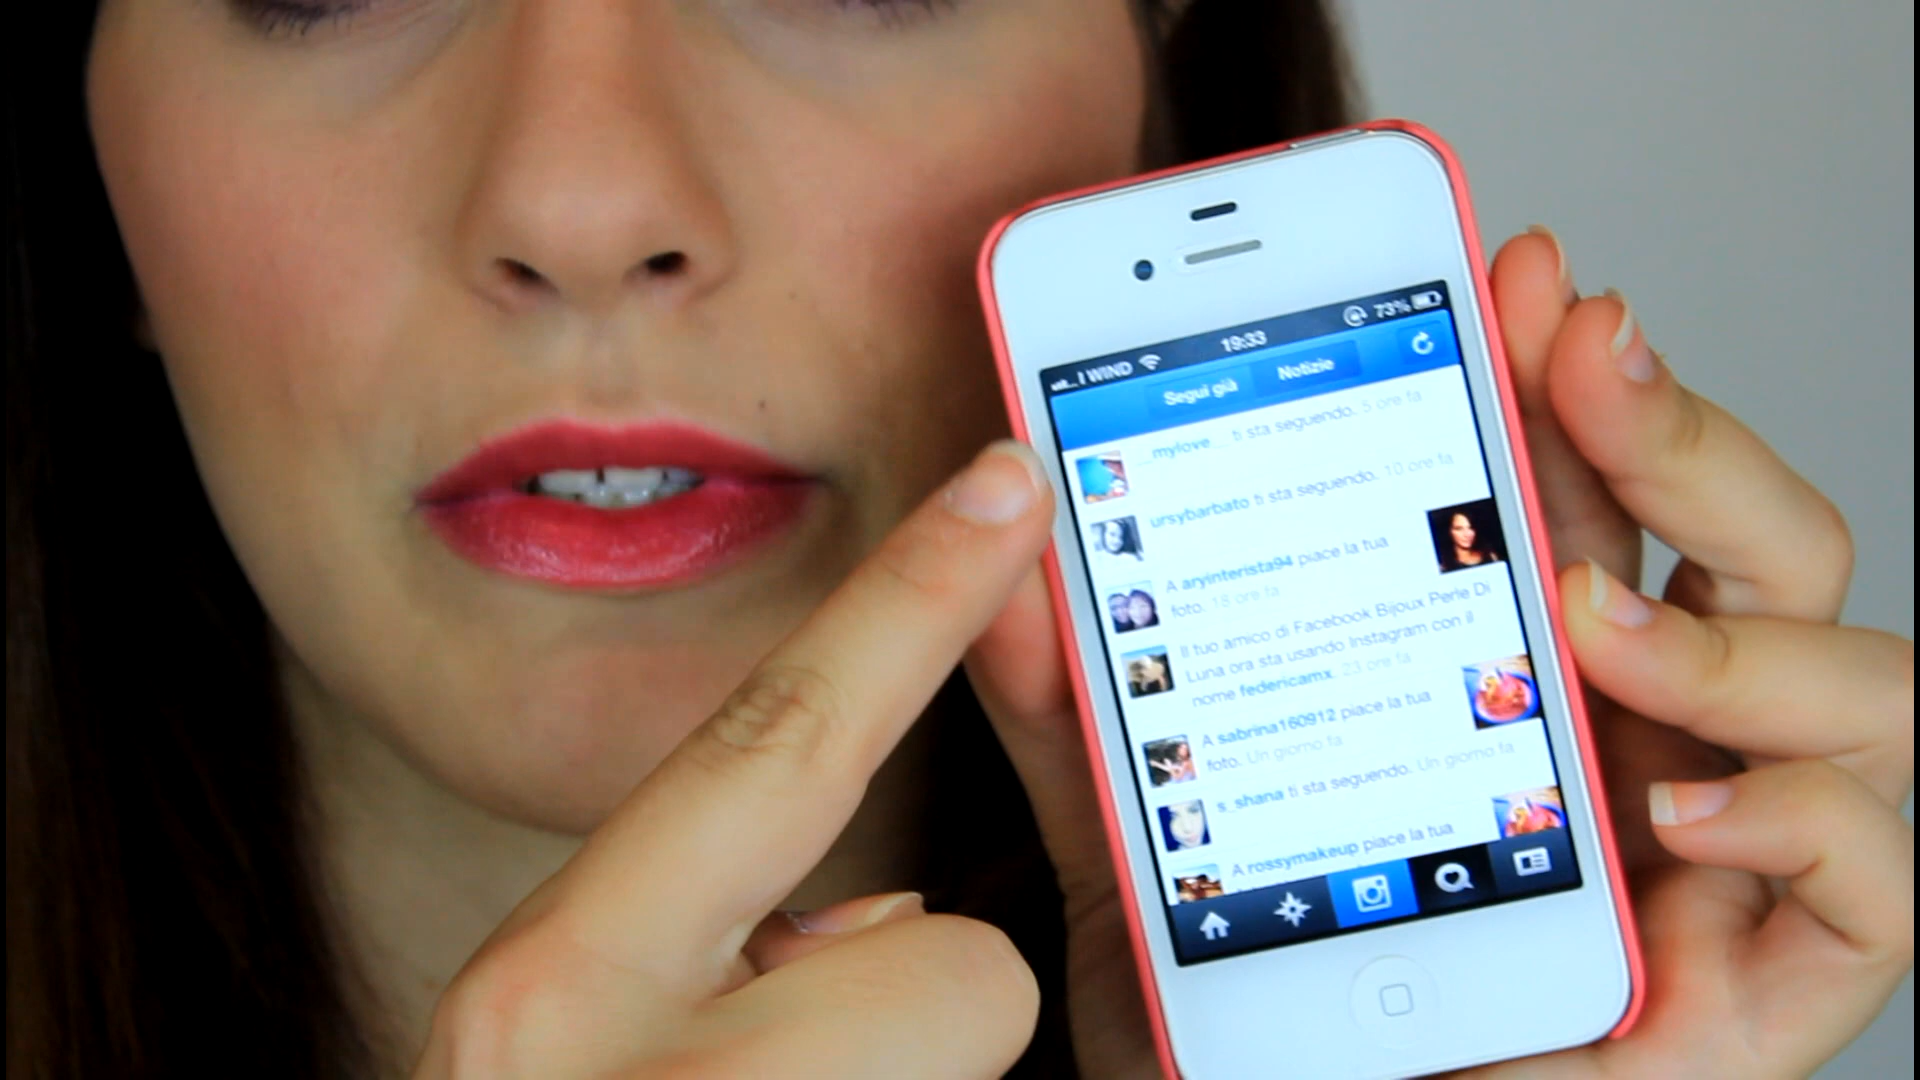 WIND 19:33 73%
Segui già Notizie
__mylove__ ti sta seguendo. 5 ore fa
ursybarbato ti sta seguendo. 10 ore fa
A aryinterista94 piace la tua
foto. 18 ore fa
Il tuo amico di Facebook Bijoux Perle Di
Luna ora sta usando Instagram con il
nome federicamx. 23 ore fa
A sabrina160912 piace la tua
foto. Un giorno fa
s_shana ti sta seguendo. Un giorno fa
A rossymakeup piace la tua